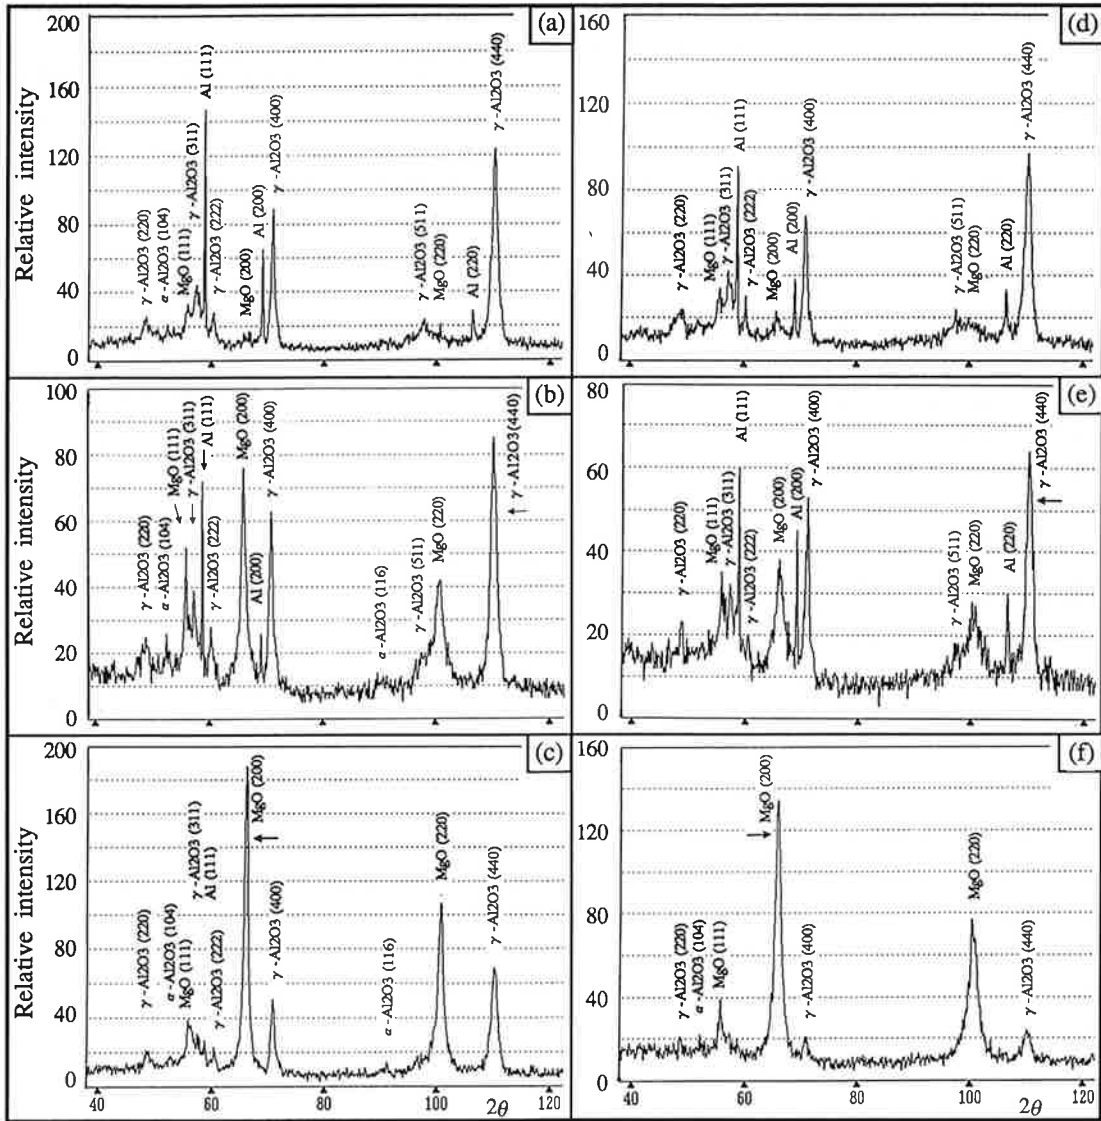 (a)
Relative intensity
200
160
120
80
40
0
γ-Al2O3 (220)
α-Al2O3 (104)
MgO (111)
γ-Al2O3 (311)
Al (111)
γ-Al2O3 (222)
MgO (200)
Al (200)
γ-Al2O3 (400)
γ-Al2O3 (511)
MgO (220)
Al (220)
γ-Al2O3 (440)
(d)
160
120
80
40
0
γ-Al2O3 (220)
MgO (111)
γ-Al2O3 (311)
Al (111)
γ-Al2O3 (222)
MgO (200)
Al (200)
γ-Al2O3 (400)
γ-Al2O3 (511)
MgO (220)
Al (220)
γ-Al2O3 (440)
(b)
Relative intensity
100
80
60
40
20
0
γ-Al2O3 (220)
α-Al2O3 (104)
MgO (111)
γ-Al2O3 (311)
Al (111)
γ-Al2O3 (222)
MgO (200)
Al (200)
γ-Al2O3 (400)
α-Al2O3 (116)
γ-Al2O3 (511)
MgO (220)
γ-Al2O3 (440)
(e)
80
60
40
20
0
γ-Al2O3 (220)
MgO (111)
γ-Al2O3 (311)
Al (111)
γ-Al2O3 (222)
MgO (200)
Al (200)
γ-Al2O3 (400)
γ-Al2O3 (511)
MgO (220)
Al (220)
γ-Al2O3 (440)
(c)
Relative intensity
200
160
120
80
40
0
γ-Al2O3 (220)
α-Al2O3 (104)
MgO (111)
γ-Al2O3 (311)
Al (111)
γ-Al2O3 (222)
MgO (200)
γ-Al2O3 (400)
α-Al2O3 (116)
MgO (220)
γ-Al2O3 (440)
40 60 80 100 2θ 120
(f)
160
120
80
40
0
γ-Al2O3 (220)
α-Al2O3 (104)
MgO (111)
MgO (200)
γ-Al2O3 (400)
MgO (220)
γ-Al2O3 (440)
40 60 80 100 2θ 120